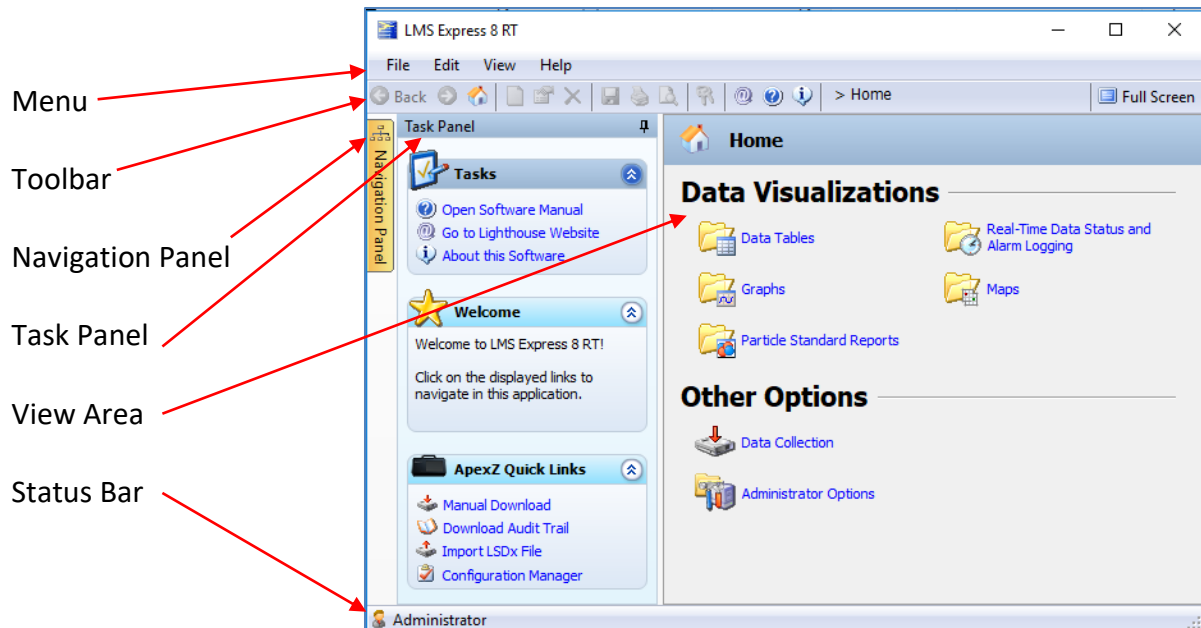 LMS Express 8 RT
File Edit View Help
Back > Home Full Screen
Menu
Toolbar
Navigation Panel
Task Panel
View Area
Status Bar
Navigation Panel
Task Panel
Tasks
Open Software Manual
Go to Lighthouse Website
About this Software
Welcome
Welcome to LMS Express 8 RT!
Click on the displayed links to
navigate in this application.
ApexZ Quick Links
Manual Download
Download Audit Trail
Import LSDx File
Configuration Manager
Home
Data Visualizations
Data Tables
Real-Time Data Status and
Alarm Logging
Graphs
Maps
Particle Standard Reports
Other Options
Data Collection
Administrator Options
Administrator